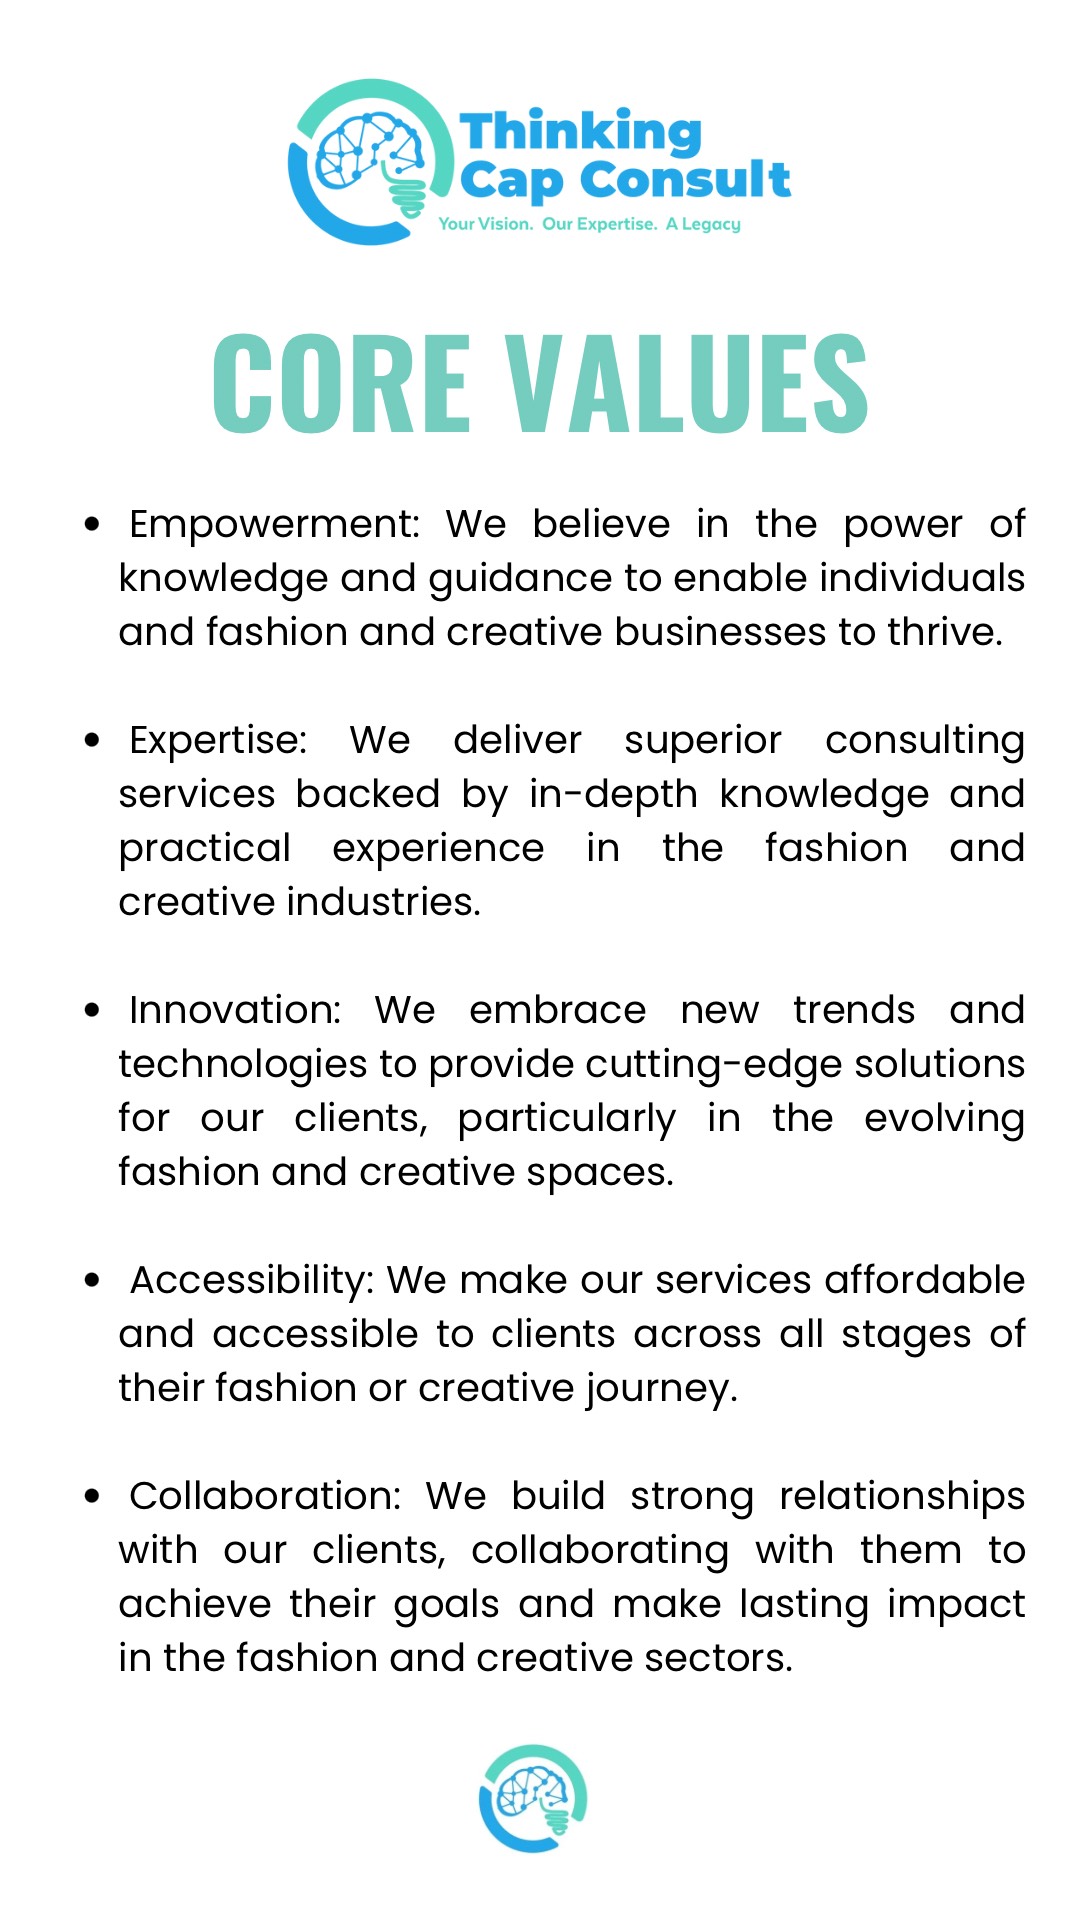 Thinking
Cap Consult
Your Vision. Our Expertise. A Legacy
CORE VALUES
• Empowerment: We believe in the power of
knowledge and guidance to enable individuals
and fashion and creative businesses to thrive.
• Expertise: We deliver superior consulting
services backed by in-depth knowledge and
practical experience in the fashion and
creative industries.
• Innovation: We embrace new trends and
technologies to provide cutting-edge solutions
for our clients, particularly in the evolving
fashion and creative spaces.
• Accessibility: We make our services affordable
and accessible to clients across all stages of
their fashion or creative journey.
• Collaboration: We build strong relationships
with our clients, collaborating with them to
achieve their goals and make lasting impact
in the fashion and creative sectors.